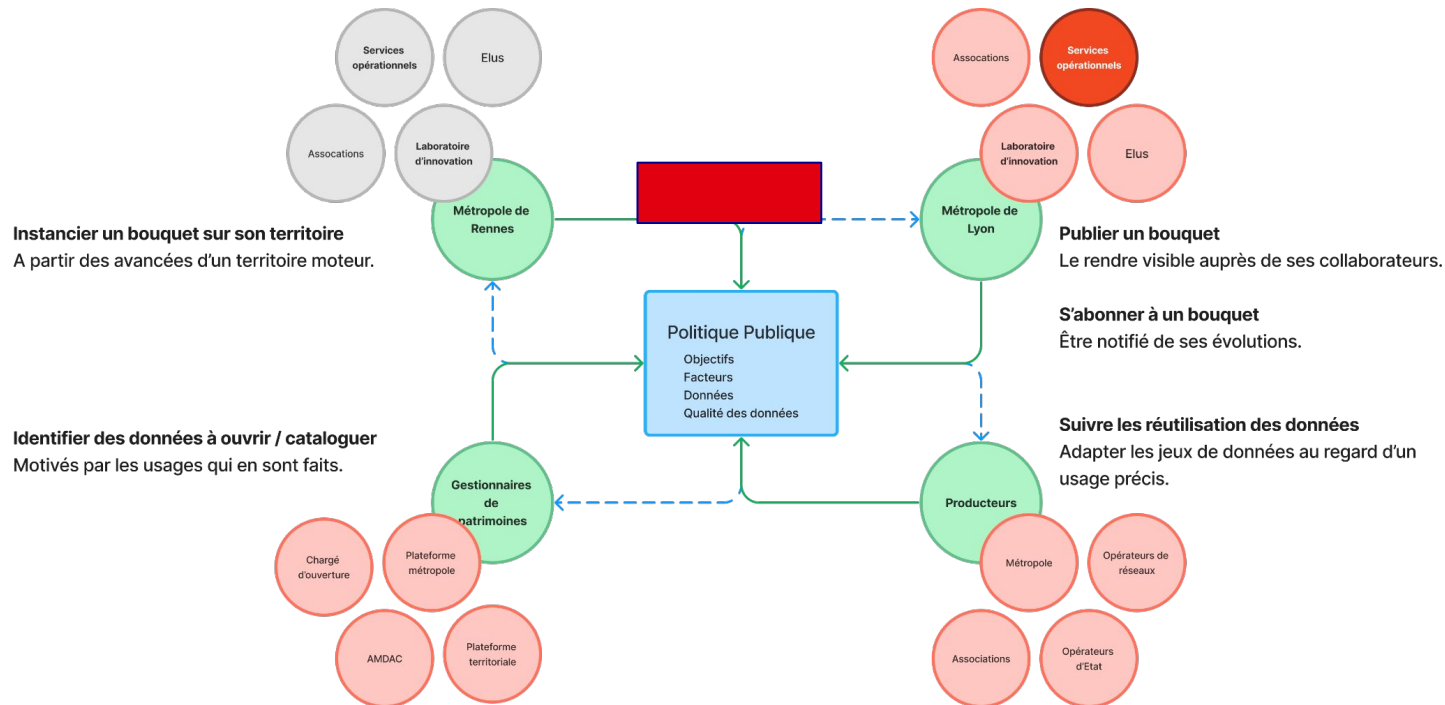 Services
opérationnels
Elus
Assocations
Laboratoire
d'innovation
Métropole de
Rennes
Assocations
Services
opérationnels
Laboratoire
d'innovation
Elus
Métropole de
Lyon
Instancier un bouquet sur son territoire
A partir des avancées d'un territoire moteur.
Publier un bouquet
Le rendre visible auprès de ses collaborateurs.
S'abonner à un bouquet
Être notifié de ses évolutions.
Politique Publique
Objectifs
Facteurs
Données
Qualité des données
Identifier des données à ouvrir / cataloguer
Motivés par les usages qui en sont faits.
Suivre les réutilisation des données
Adapter les jeux de données au regard d'un
usage précis.
Gestionnaires
de
patrimoines
Chargé
d'ouverture
Plateforme
métropole
AMDAC
Plateforme
territoriale
Producteurs
Métropole
Opérateurs de
réseaux
Associations
Opérateurs
d'Etat